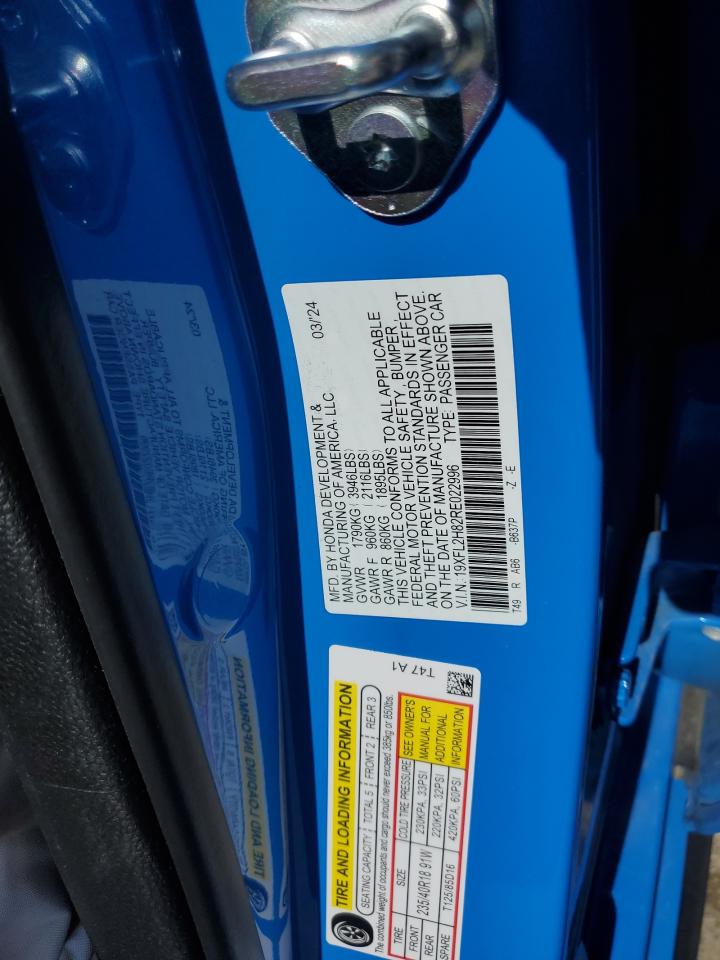 MFD. BY HONDA DEVELOPMENT &
MANUFACTURING OF AMERICA, LLC 03/'24
GVWR 1790KG (3946LBS)
GAWR F 960KG (2116LBS)
GAWR R 860KG (1895LBS)
THIS VEHICLE CONFORMS TO ALL APPLICABLE
FEDERAL MOTOR VEHICLE SAFETY, BUMPER,
AND THEFT PREVENTION STANDARDS IN EFFECT
ON THE DATE OF MANUFACTURE SHOWN ABOVE.
V.I.N.:19XFL2H82RE022996 TYPE: PASSENGER CAR
T49 R AB6 -B637P -Z -E
TIRE AND LOADING INFORMATION
SEATING CAPACITY TOTAL 5 FRONT 2 REAR 3
The combined weight of occupants and cargo should never exceed 385kg or 850lbs.
TIRE SIZE COLD TIRE PRESSURE SEE OWNER'S MANUAL FOR ADDITIONAL INFORMATION
FRONT 235/40R18 91W 230KPA, 33PSI
REAR 220KPA, 32PSI
SPARE T125/85D16 420KPA, 60PSI
T47 A1